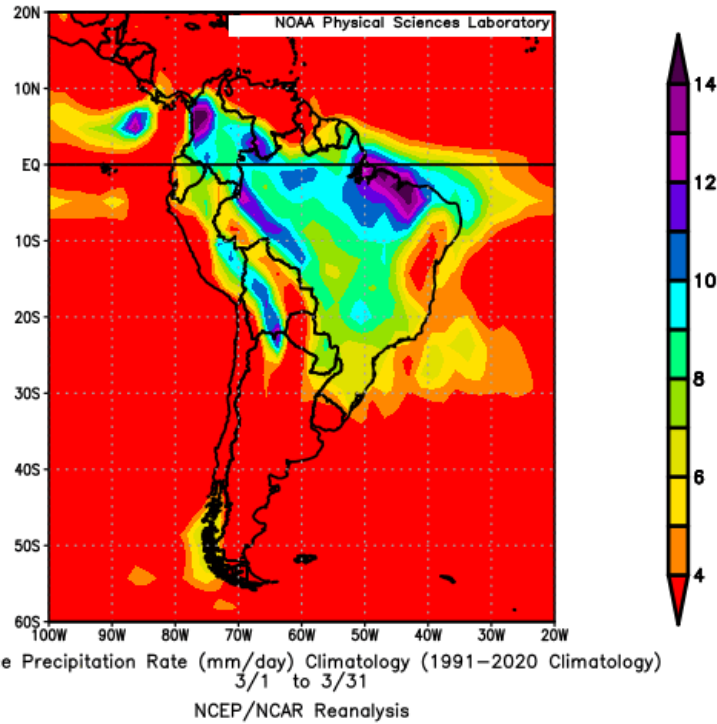 NOAA Physical Sciences Laboratory
20N
10N
EQ
10S
20S
30S
40S
50S
60S
100W 90W 80W 70W 60W 50W 40W 30W 20W
14
12
10
8
6
4
e Precipitation Rate (mm/day) Climatology (1991-2020 Climatology)
3/1 to 3/31
NCEP/NCAR Reanalysis